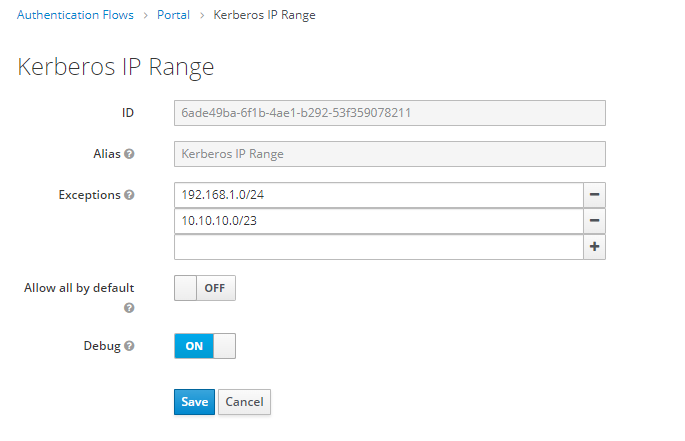 Authentication Flows > Portal > Kerberos IP Range
Kerberos IP Range
ID 6ade49ba-6f1b-4ae1-b292-53f359078211
Alias Kerberos IP Range
Exceptions 192.168.1.0/24
10.10.10.0/23
Allow all by default OFF
Debug ON
Save Cancel